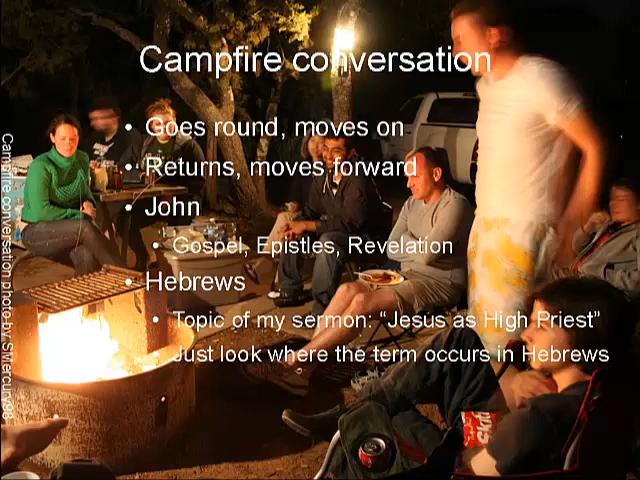 Campfire conversation
• Goes round, moves on
• Returns, moves forward
• John
• Gospel, Epistles, Revelation
• Hebrews
• Topic of my sermon: “Jesus as High Priest”
• Just look where the term occurs in Hebrews
Campfire conversation photo by SMercury98